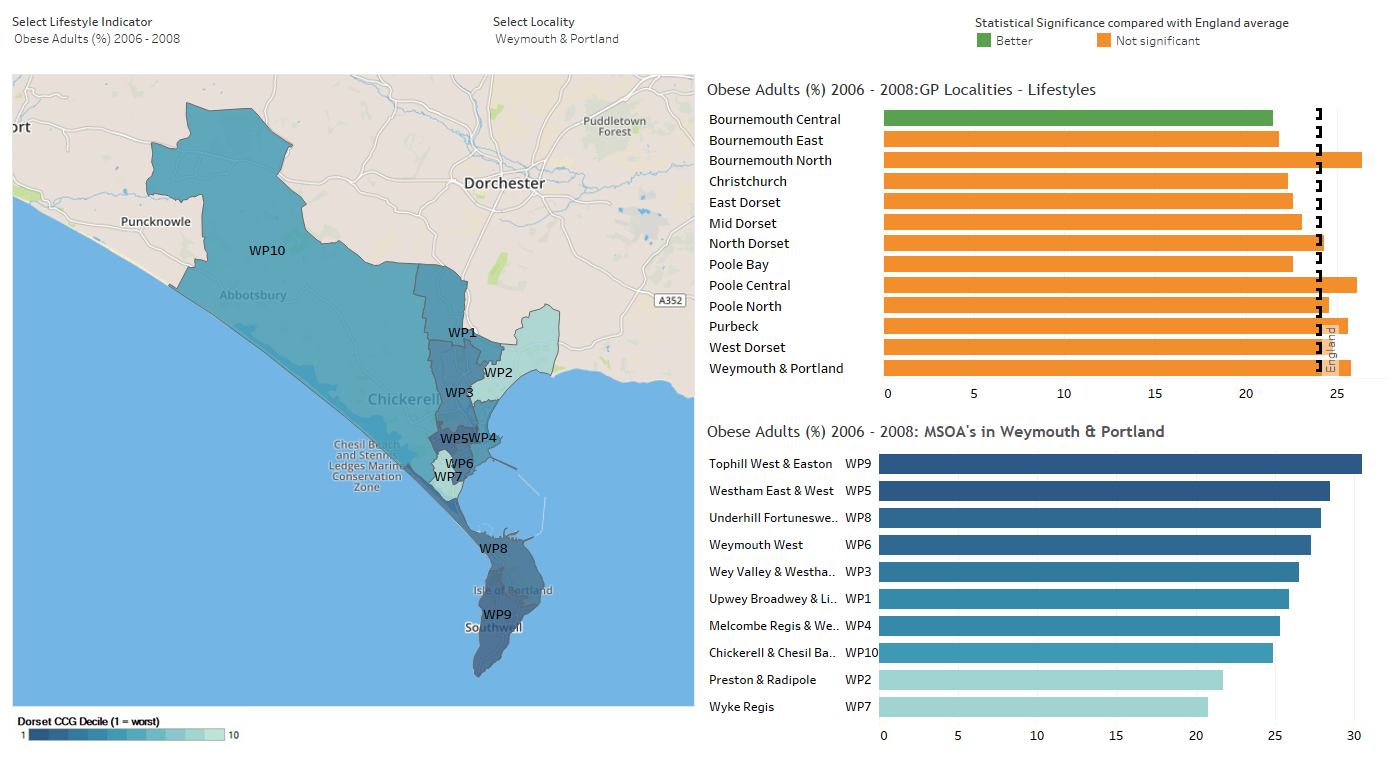 Select Lifestyle Indicator
Obese Adults (%) 2006 - 2008
Select Locality
Weymouth & Portland
Statistical Significance compared with England average
Better
Not significant
ort
Puddletown
Forest
Dorchester
Puncknowle
WP10
Abbotsbury
A352
WP1
WP2
WP3
Chickerell
WP5
WP4
Chesil Beach
and Stennis
Ledges Marine
Conservation
Zone
WP6
WP7
WP8
Isle of Portland
WP9
Southwell
Dorset CCG Decile (1 = worst)
1
10
Obese Adults (%) 2006 - 2008:GP Localities - Lifestyles
Bournemouth Central
Bournemouth East
Bournemouth North
Christchurch
East Dorset
Mid Dorset
North Dorset
Poole Bay
Poole Central
Poole North
Purbeck
West Dorset
Weymouth & Portland
England
0 5 10 15 20 25
Obese Adults (%) 2006 - 2008: MSOA's in Weymouth & Portland
Tophill West & Easton WP9
Westham East & West WP5
Underhill Fortuneswe.. WP8
Weymouth West WP6
Wey Valley & Westha.. WP3
Upwey Broadwey & Li.. WP1
Melcombe Regis & We.. WP4
Chickerell & Chesil Ba.. WP10
Preston & Radipole WP2
Wyke Regis WP7
0 5 10 15 20 25 30